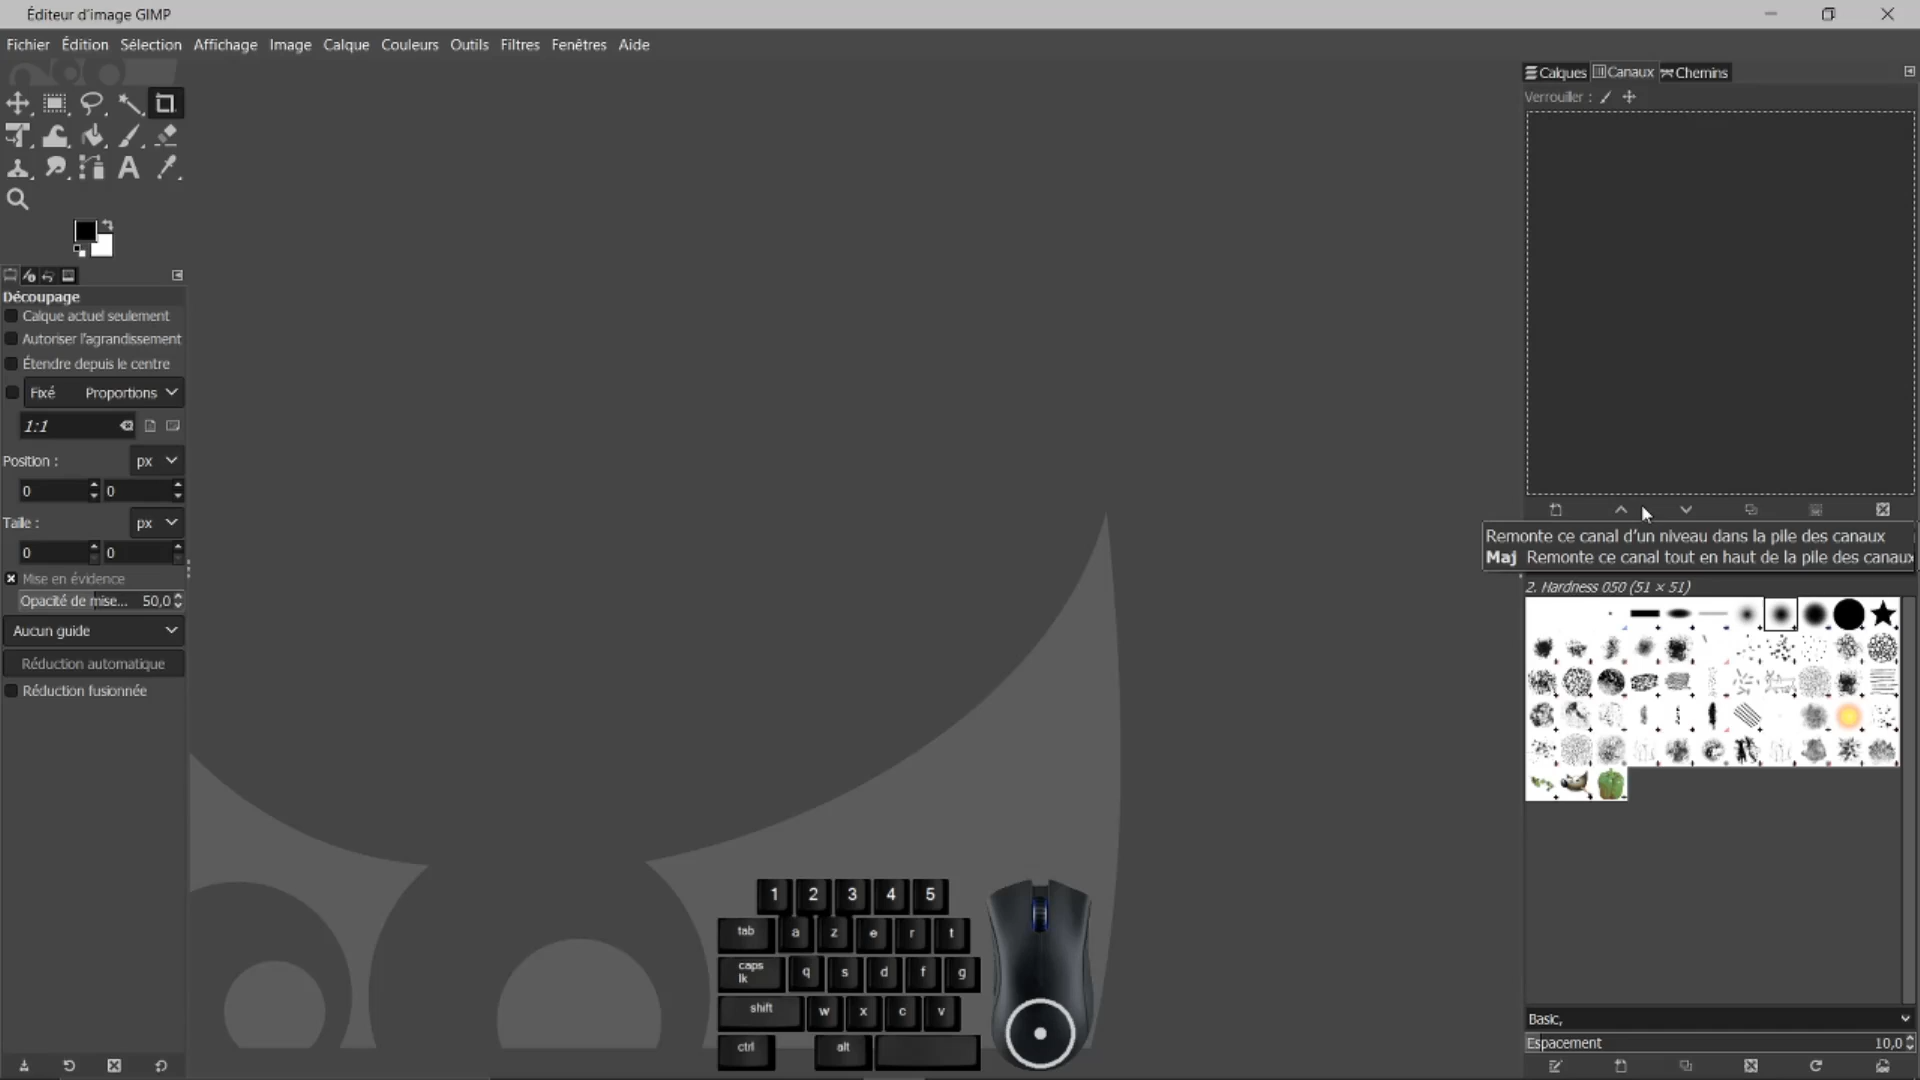 Éditeur d'image GIMP
Fichier Édition Sélection Affichage Image Calque Couleurs Outils Filtres Fenêtres Aide
Calques Canaux Chemins
Verrouiller :
Découpage
Calque actuel seulement
Autoriser l'agrandissement
Étendre depuis le centre
Fixé Proportions
1:1
Position : px
0 0
Taille : px
0 0
Mise en évidence
Opacité de mise... 50,0
Aucun guide
Réduction automatique
Réduction fusionnée
Remonte ce canal d'un niveau dans la pile des canaux
Maj Remonte ce canal tout en haut de la pile des canaux
2. Hardness 050 (51 × 51)
Basic,
Espacement 10,0
1 2 3 4 5
tab a z e r t
caps lk q s d f g
shift w x c v
ctrl alt